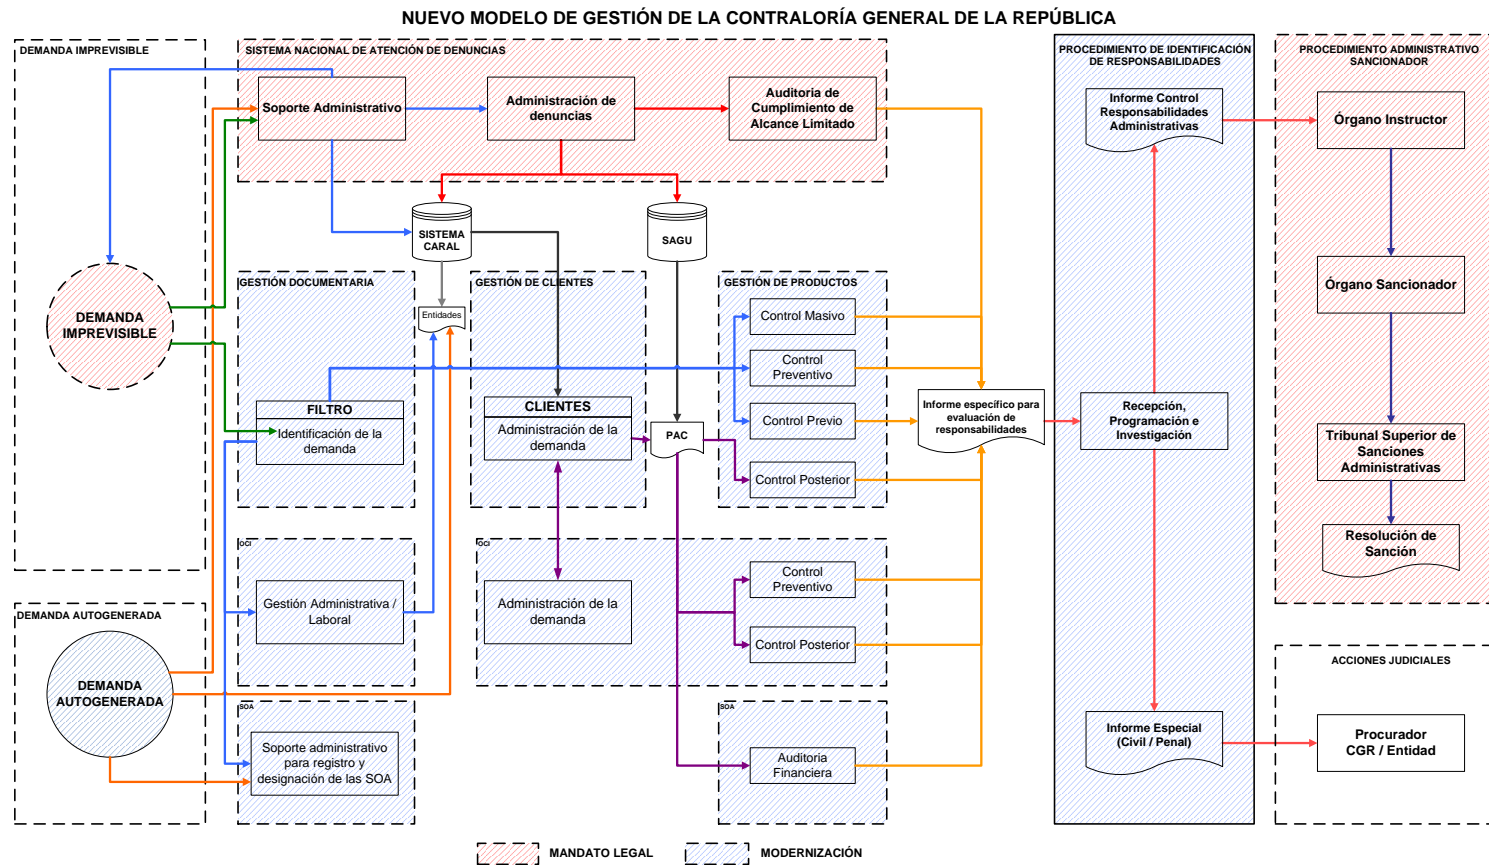 NUEVO MODELO DE GESTIÓN DE LA CONTRALORÍA GENERAL DE LA REPÚBLICA
DEMANDA IMPREVISIBLE
SISTEMA NACIONAL DE ATENCIÓN DE DENUNCIAS
PROCEDIMIENTO DE IDENTIFICACIÓN
DE RESPONSABILIDADES
PROCEDIMIENTO ADMINISTRATIVO
SANCIONADOR
Soporte Administrativo
Administración de
denuncias
Auditoria de
Cumplimiento de
Alcance Limitado
Informe Control
Responsabilidades
Administrativas
Órgano Instructor
SISTEMA
CARAL
SAGU
GESTIÓN DOCUMENTARIA
GESTIÓN DE CLIENTES
GESTIÓN DE PRODUCTOS
Órgano Sancionador
DEMANDA
IMPREVISIBLE
Entidades
Control Masivo
Control
Preventivo
FILTRO
Identificación de la
demanda
CLIENTES
Administración de la
demanda
PAC
Control Previo
Informe específico para
evaluación de
responsabilidades
Recepción,
Programación e
Investigación
Tribunal Superior de
Sanciones
Administrativas
Control Posterior
Resolución de
Sanción
OCI
OCI
Gestión Administrativa /
Laboral
Administración de la
demanda
Control
Preventivo
Control Posterior
DEMANDA AUTOGENERADA
DEMANDA
AUTOGENERADA
ACCIONES JUDICIALES
SOA
SOA
Soporte administrativo
para registro y
designación de las SOA
Auditoria
Financiera
Informe Especial
(Civil / Penal)
Procurador
CGR / Entidad
MANDATO LEGAL
MODERNIZACIÓN